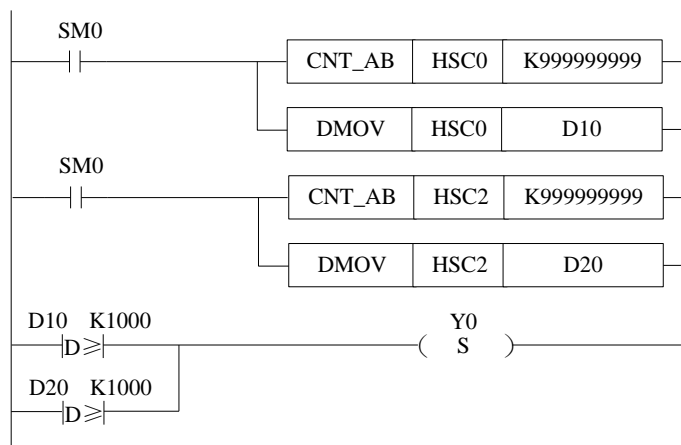 SM0
CNT_AB HSC0 K999999999
DMOV HSC0 D10
SM0
CNT_AB HSC2 K999999999
DMOV HSC2 D20
D10 K1000 Y0
D≥ S
D20 K1000
D≥